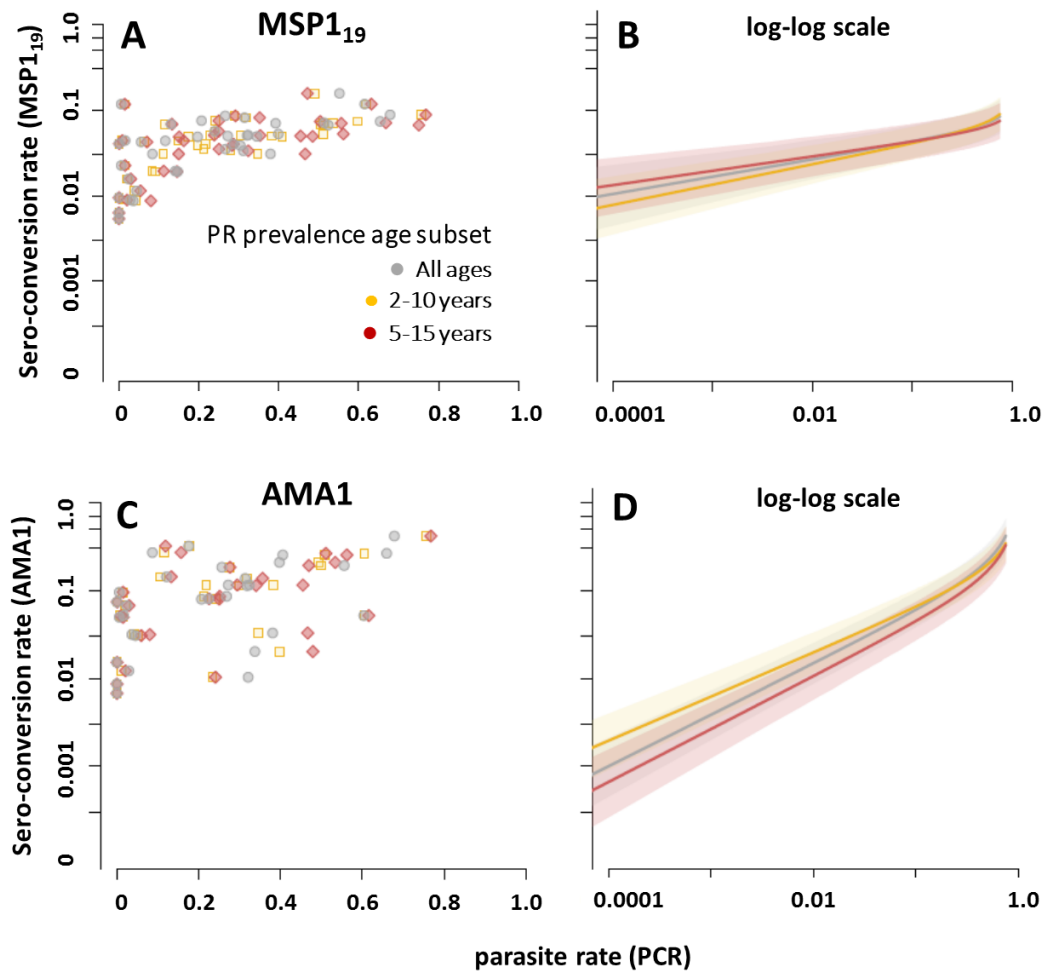 A
MSP1₁₉
B
log-log scale
Sero-conversion rate (MSP1₁₉)
1.0
0.1
0.01
0.001
0
PR prevalence age subset
All ages
2-10 years
5-15 years
0 0.2 0.4 0.6 0.8 1.0
0.0001 0.01 1.0
C
AMA1
D
log-log scale
Sero-conversion rate (AMA1)
1.0
0.1
0.01
0.001
0
0 0.2 0.4 0.6 0.8 1.0
0.0001 0.01 1.0
parasite rate (PCR)